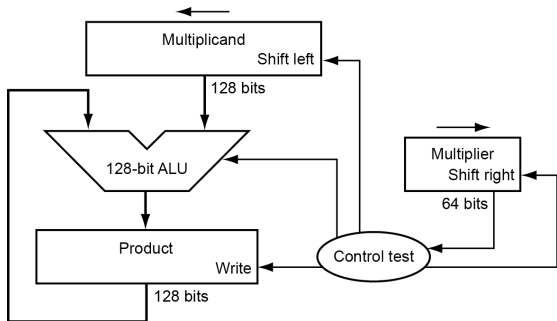 Multiplicand
Shift left
128 bits
128-bit ALU
Multiplier
Shift right
64 bits
Product
Write
Control test
128 bits